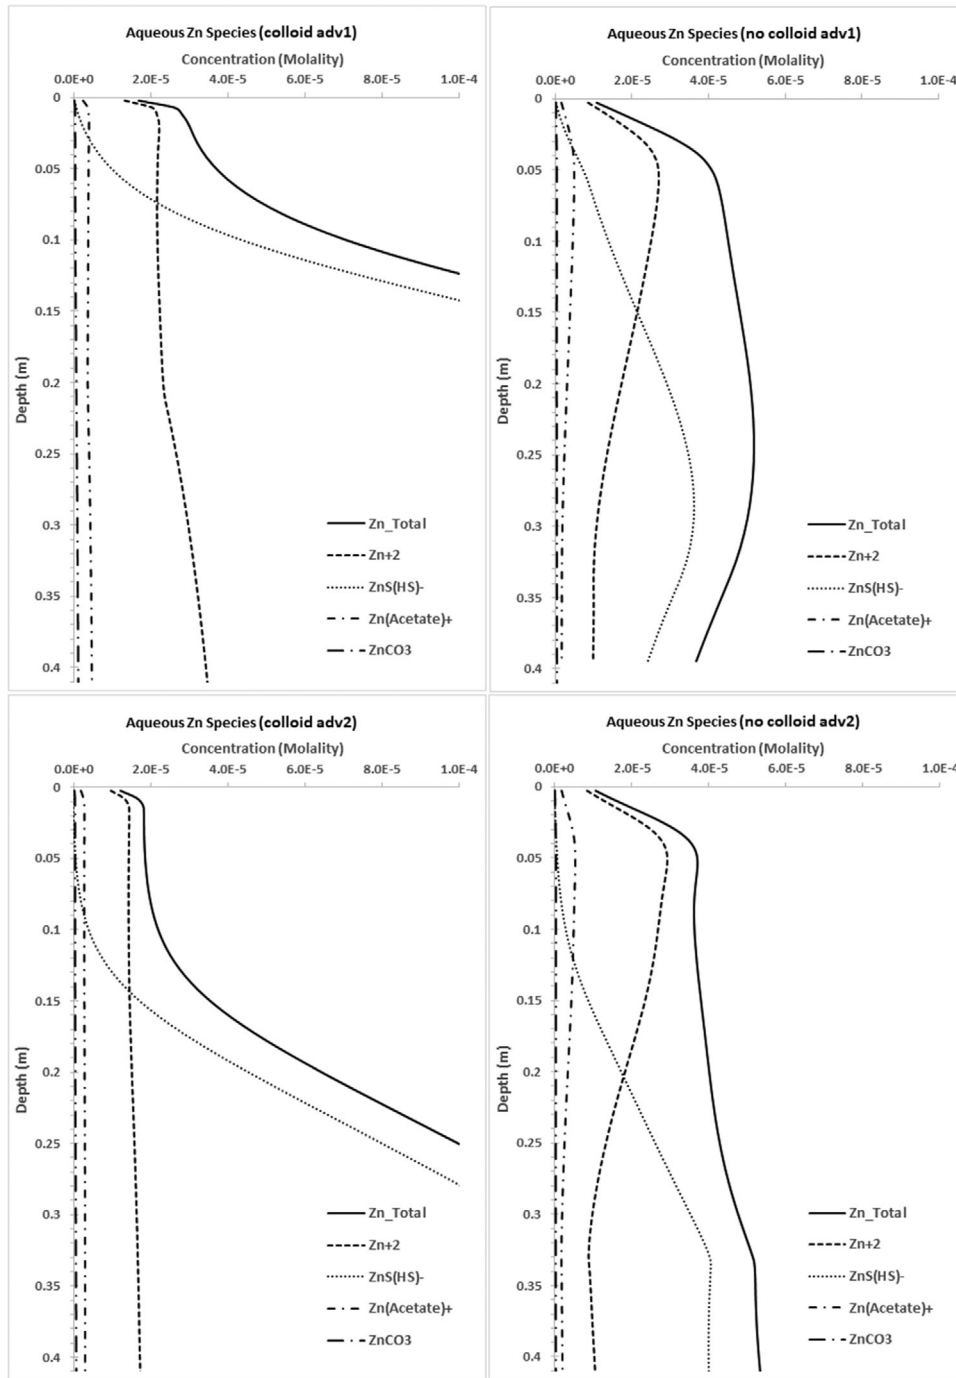 Aqueous Zn Species (colloid adv1)
Concentration (Molality)
0.0E+0 2.0E-5 4.0E-5 6.0E-5 8.0E-5 1.0E-4
0
0.05
0.1
0.15
0.2
0.25
0.3
0.35
0.4
Depth (m)
Zn_Total
Zn+2
ZnS(HS)-
Zn(Acetate)+
ZnCO3
Aqueous Zn Species (no colloid adv1)
Concentration (Molality)
0.0E+0 2.0E-5 4.0E-5 6.0E-5 8.0E-5 1.0E-4
0
0.05
0.1
0.15
0.2
0.25
0.3
0.35
0.4
Depth (m)
Zn_Total
Zn+2
ZnS(HS)-
Zn(Acetate)+
ZnCO3
Aqueous Zn Species (colloid adv2)
Concentration (Molality)
0.0E+0 2.0E-5 4.0E-5 6.0E-5 8.0E-5 1.0E-4
0
0.05
0.1
0.15
0.2
0.25
0.3
0.35
0.4
Depth (m)
Zn_Total
Zn+2
ZnS(HS)-
Zn(Acetate)+
ZnCO3
Aqueous Zn Species (no colloid adv2)
Concentration (Molality)
0.0E+0 2.0E-5 4.0E-5 6.0E-5 8.0E-5 1.0E-4
0
0.05
0.1
0.15
0.2
0.25
0.3
0.35
0.4
Depth (m)
Zn_Total
Zn+2
ZnS(HS)-
Zn(Acetate)+
ZnCO3